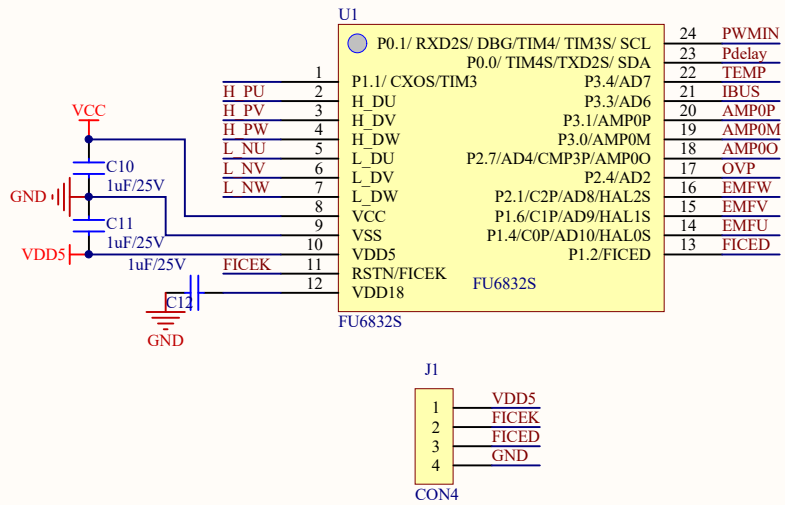 U1
P0.1/ RXD2S/ DBG/TIM4/ TIM3S/ SCL 24 PWMIN
P0.0/ TIM4S/TXD2S/ SDA 23 Pdelay
1 P1.1/ CXOS/TIM3 P3.4/AD7 22 TEMP
H_PU 2 H_DU P3.3/AD6 21 IBUS
H_PV 3 H_DV P3.1/AMP0P 20 AMP0P
H_PW 4 H_DW P3.0/AMP0M 19 AMP0M
L_NU 5 L_DU P2.7/AD4/CMP3P/AMP0O 18 AMP0O
L_NV 6 L_DV P2.4/AD2 17 OVP
L_NW 7 L_DW P2.1/C2P/AD8/HAL2S 16 EMFW
8 VCC P1.6/C1P/AD9/HAL1S 15 EMFV
9 VSS P1.4/C0P/AD10/HAL0S 14 EMFU
10 VDD5 P1.2/FICED 13 FICED
FICEK 11 RSTN/FICEK
12 VDD18 FU6832S
FU6832S
VCC
C10
1uF/25V
GND
C11
1uF/25V
VDD5
1uF/25V
C12
GND
J1
1 VDD5
2 FICEK
3 FICED
4 GND
CON4